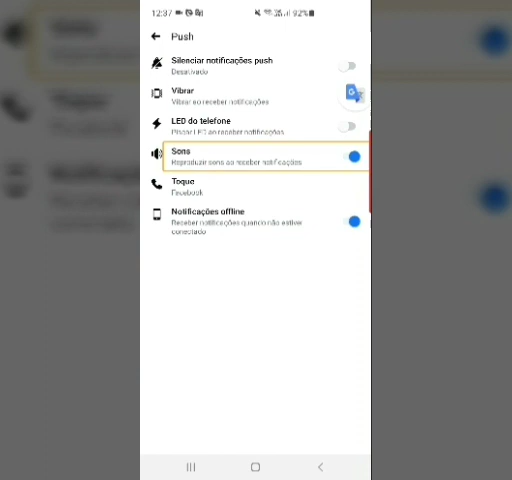 12:37
92%
Push
Silenciar notificações push
Desativado
Vibrar
Vibrar ao receber notificações
LED do telefone
Piscar LED ao receber notificações
Sons
Reproduzir sons ao receber notificações
Toque
Facebook
Notificações offline
Receber notificações quando não estiver
conectado